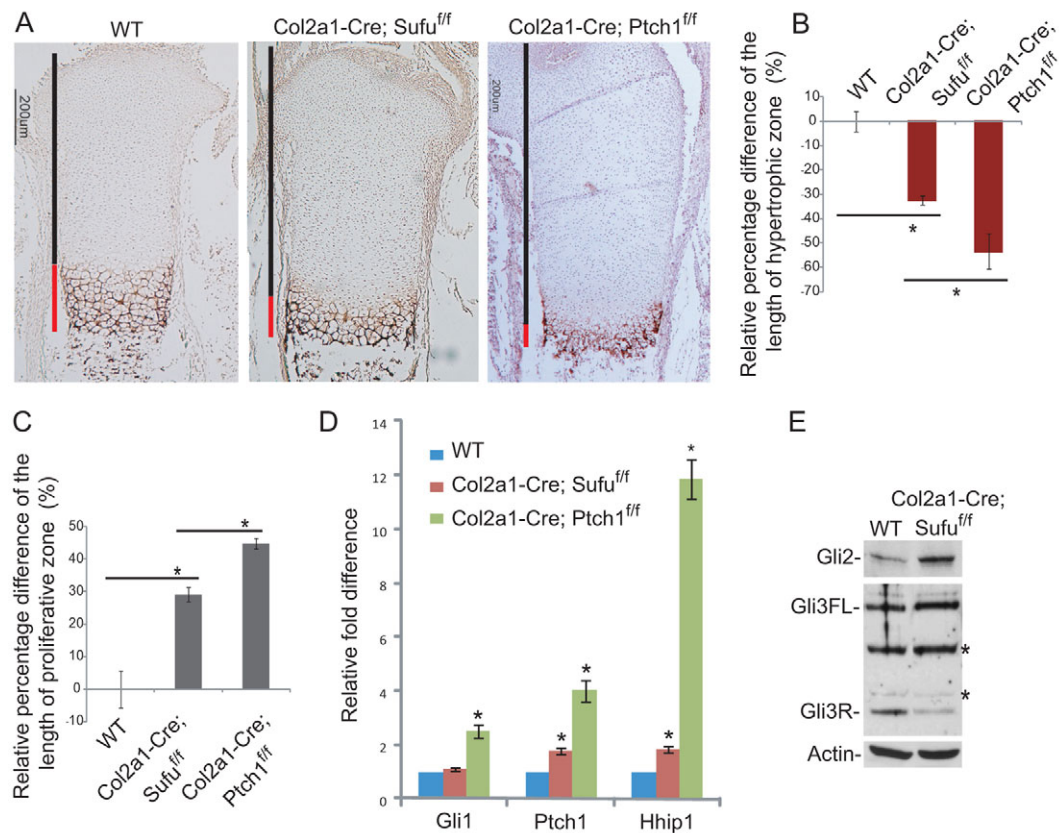 A
WT
Col2a1-Cre; Sufu^f/f
Col2a1-Cre; Ptch1^f/f
200um
200um
B
Relative percentage difference of the
length of hypertrophic zone (%)
WT
Col2a1-Cre;
Sufu^f/f
Col2a1-Cre;
Ptch1^f/f
10
0
-10
-20
-30
-40
-50
-60
-70
*
*
C
Relative percentage difference of the
length of proliferative zone (%)
50
40
30
20
10
0
-10
*
*
WT
Col2a1-Cre;
Sufu^f/f
Col2a1-Cre;
Ptch1^f/f
D
Relative fold difference
14
12
10
8
6
4
2
0
WT
Col2a1-Cre; Sufu^f/f
Col2a1-Cre; Ptch1^f/f
*
*
*
*
*
Gli1
Ptch1
Hhip1
E
Col2a1-Cre;
WT Sufu^f/f
Gli2-
Gli3FL-
*
*
Gli3R-
Actin-